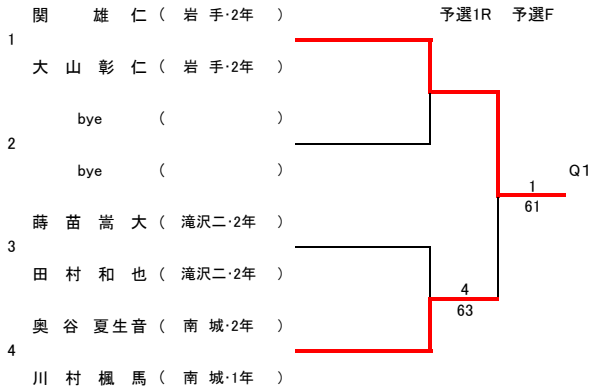 予選1R 予選F
関 雄 仁 ( 岩 手･2年 )
1
大 山 彰 仁 ( 岩 手･2年 )
bye ( )
2
bye ( )
Q1
1
61
蒔 苗 嵩 大 ( 滝沢二･2年 )
3
田 村 和 也 ( 滝沢二･2年 )
4
63
奥 谷 夏生音 ( 南 城･2年 )
4
川 村 楓 馬 ( 南 城･1年 )